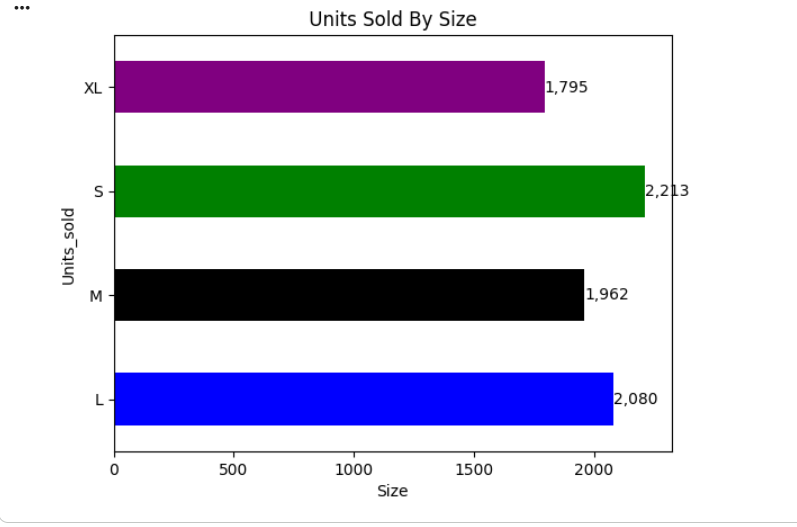 Units Sold By Size
XL
1,795
S
2,213
Units_sold
M
1,962
L
2,080
0 500 1000 1500 2000
Size